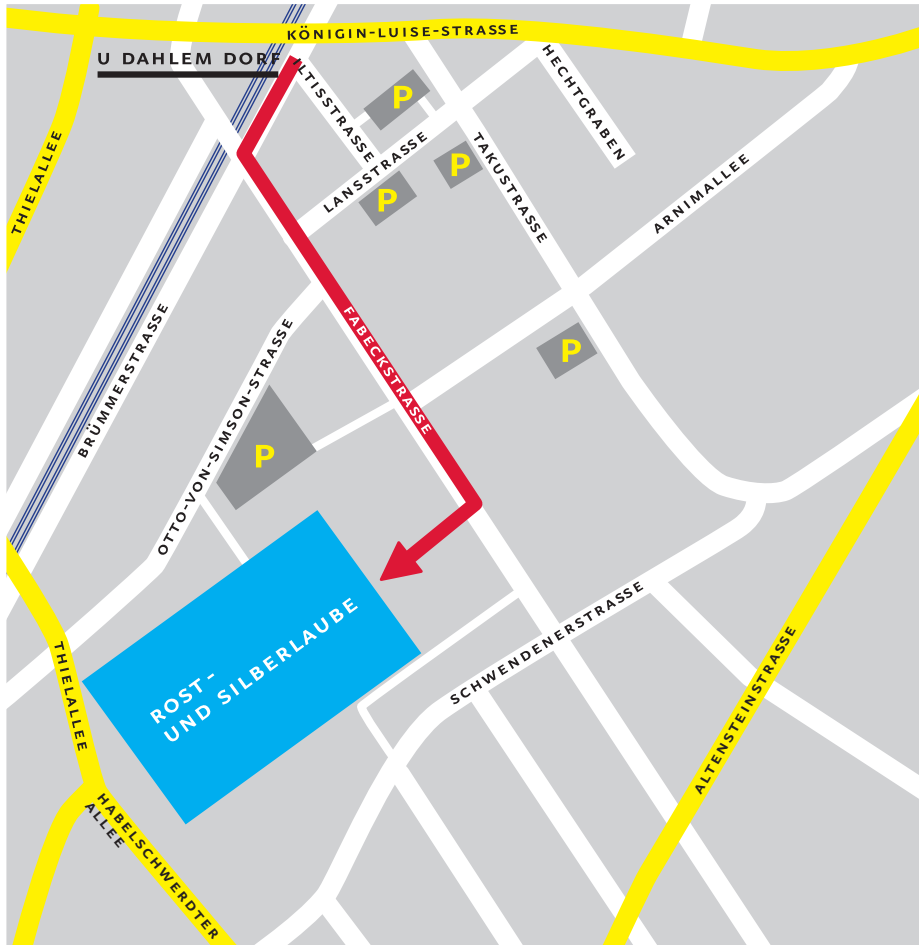 KÖNIGIN-LUISE-STRASSE
U DAHLEM DORF
ILTISSTRASSE
HECHTGRABEN
P
THIELALLEE
LANSSTRASSE
TAKUSTRASSE
P
P
ARNIMALLEE
BRÜMMERSTRASSE
OTTO-VON-SIMSON-STRASSE
FABECKSTRASSE
P
P
ROST-
UND SILBERLAUBE
SCHWENDENERSTRASSE
THIELALLEE
ALTENSTEINSTRASSE
HABELSCHWERDTER
ALLEE